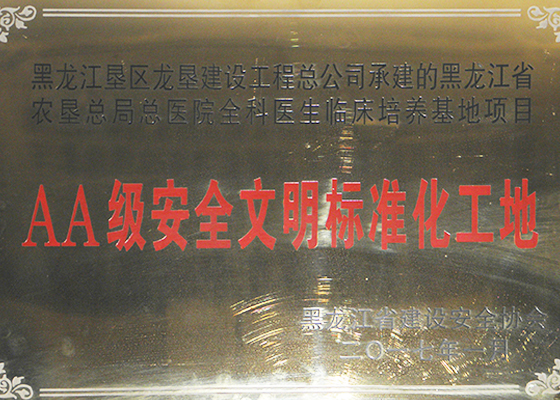 黑龙江垦区龙垦建设工程总公司承建的黑龙江省
农垦总局总医院全科医生临床培养基地项目
AA级安全文明标准化工地
黑龙江省建设安全协会
二〇一七年一月